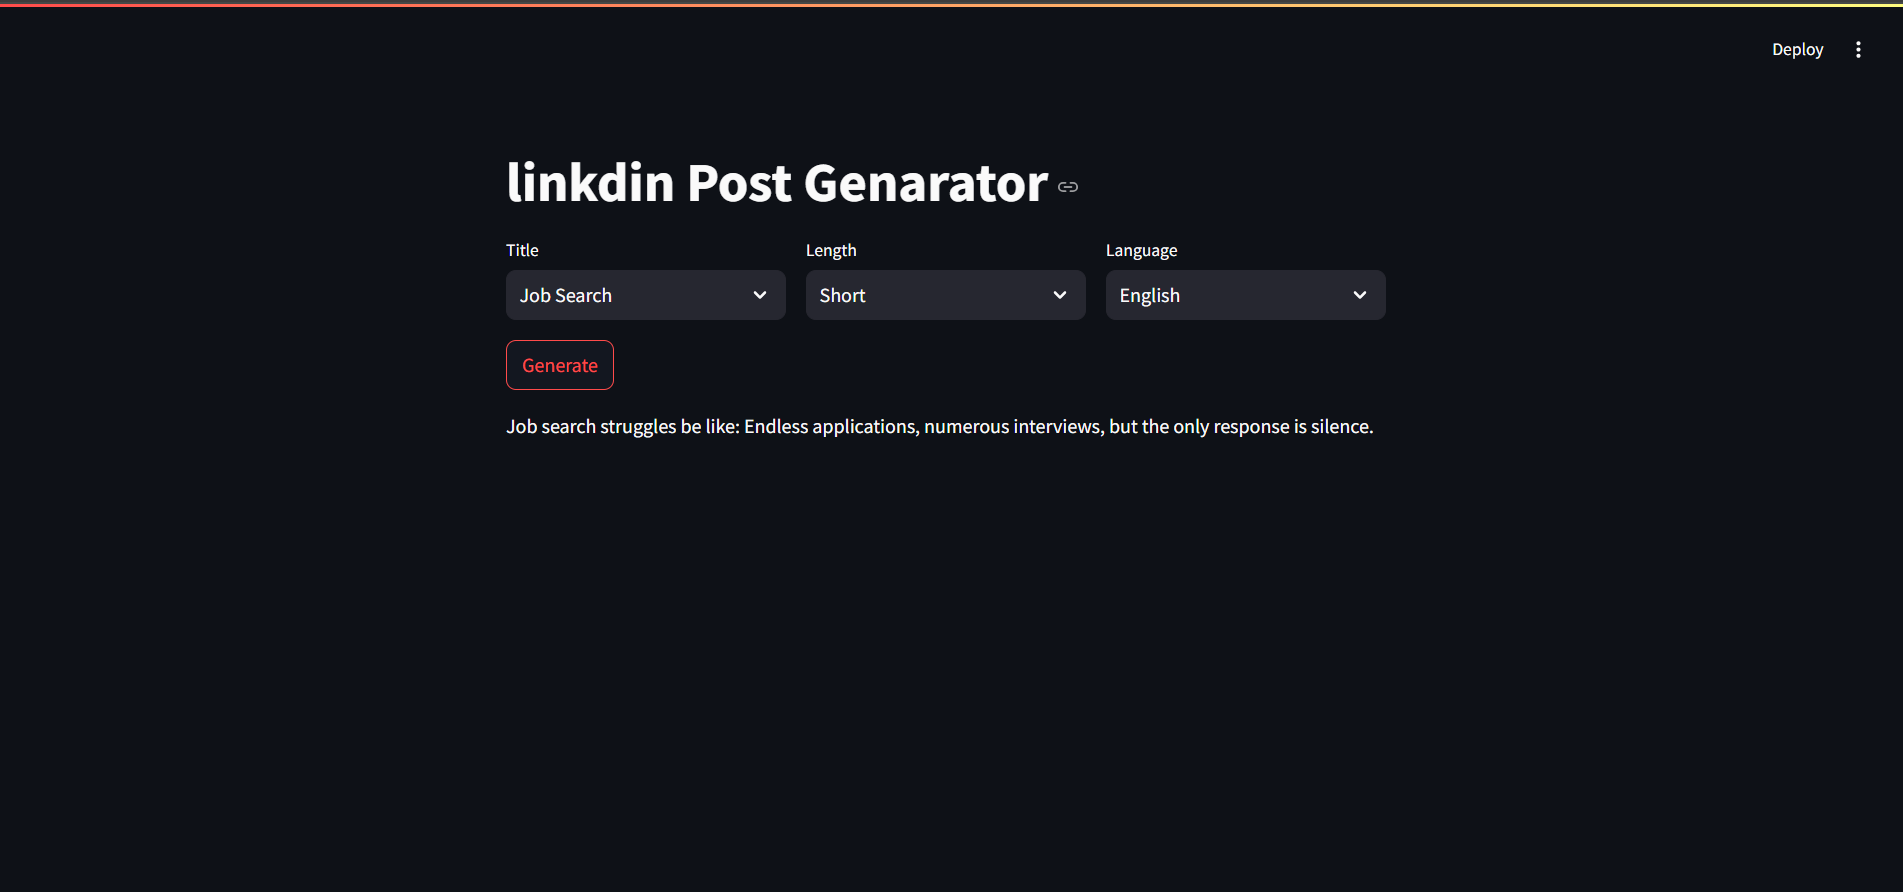 Deploy
linkdin Post Genarator
Title
Length
Language
Job Search
Short
English
Generate
Job search struggles be like: Endless applications, numerous interviews, but the only response is silence.